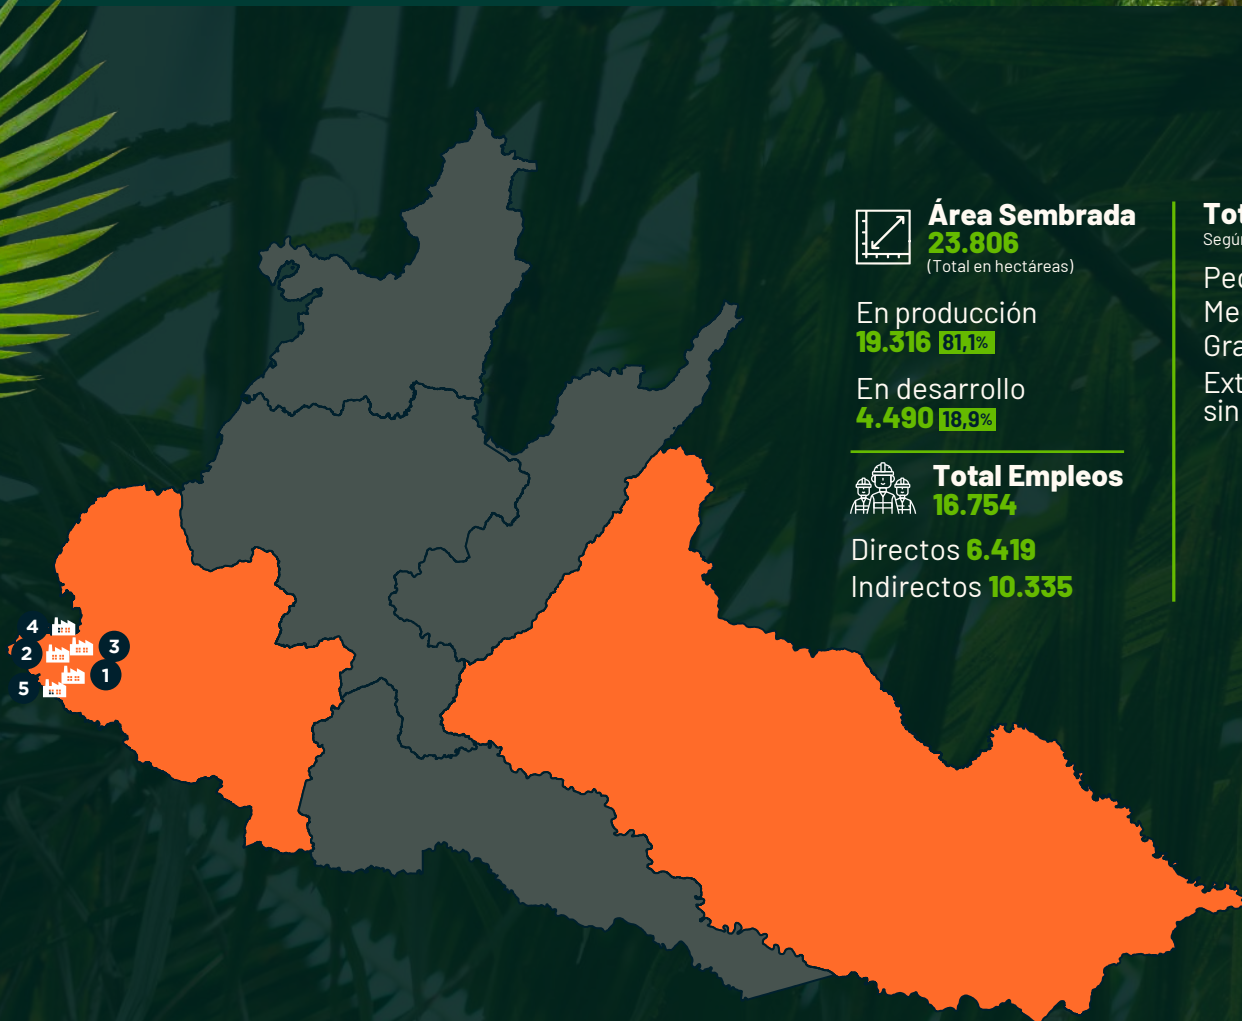 Área Sembrada
23.806
(Total en hectáreas)
En producción
19.316 81,1%
En desarrollo
4.490 18,9%
Total Empleos
16.754
Directos 6.419
Indirectos 10.335
sin
4
2
3
1
5